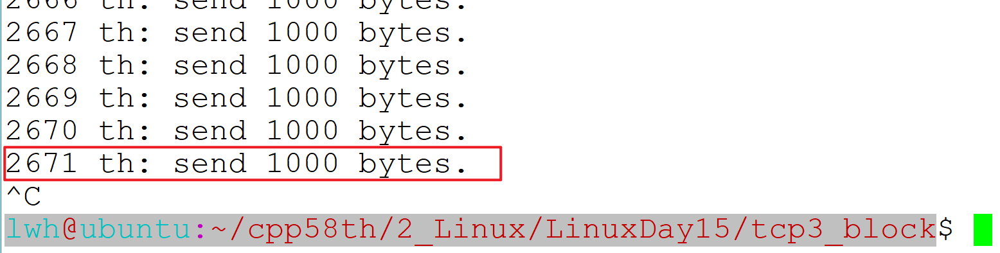 2666 th: send 1000 bytes.
2667 th: send 1000 bytes.
2668 th: send 1000 bytes.
2669 th: send 1000 bytes.
2670 th: send 1000 bytes.
2671 th: send 1000 bytes.
^C
lwh@ubuntu:~/cpp58th/2_Linux/LinuxDay15/tcp3_block$